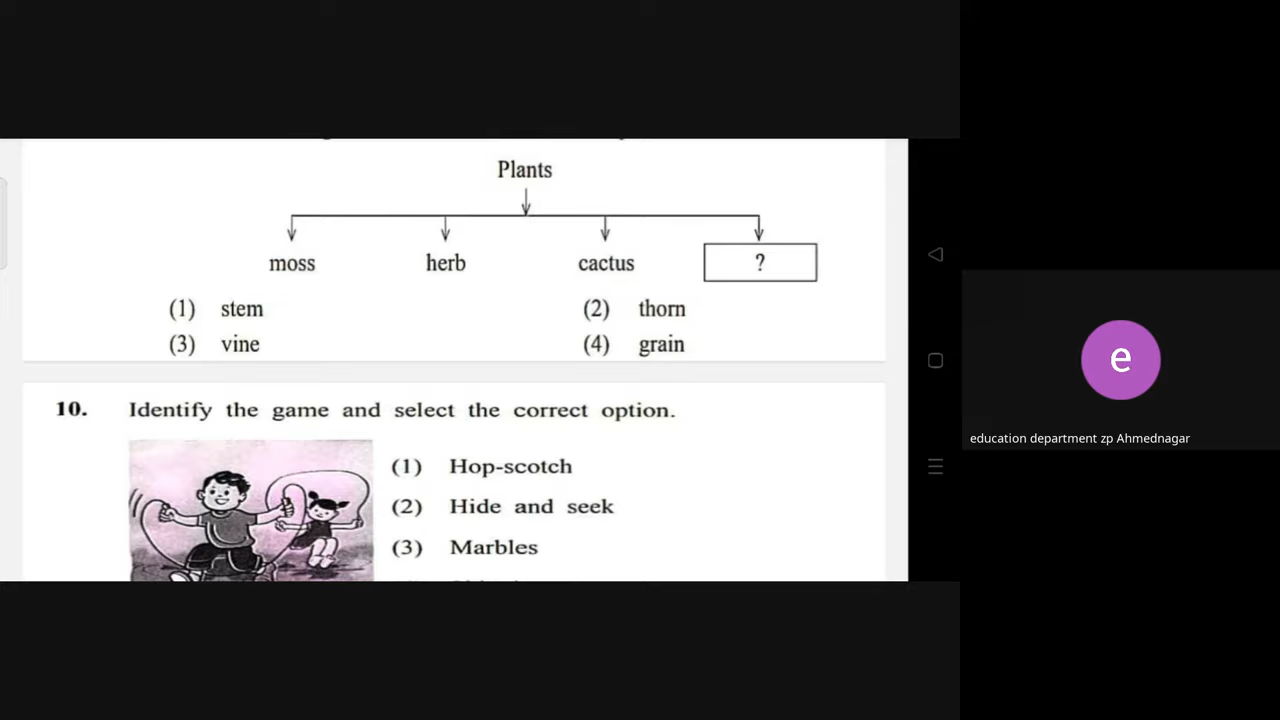 Plants
moss herb cactus ?
(1) stem (2) thorn
(3) vine (4) grain
10. Identify the game and select the correct option.
(1) Hop-scotch
(2) Hide and seek
(3) Marbles
e
education department zp Ahmednagar